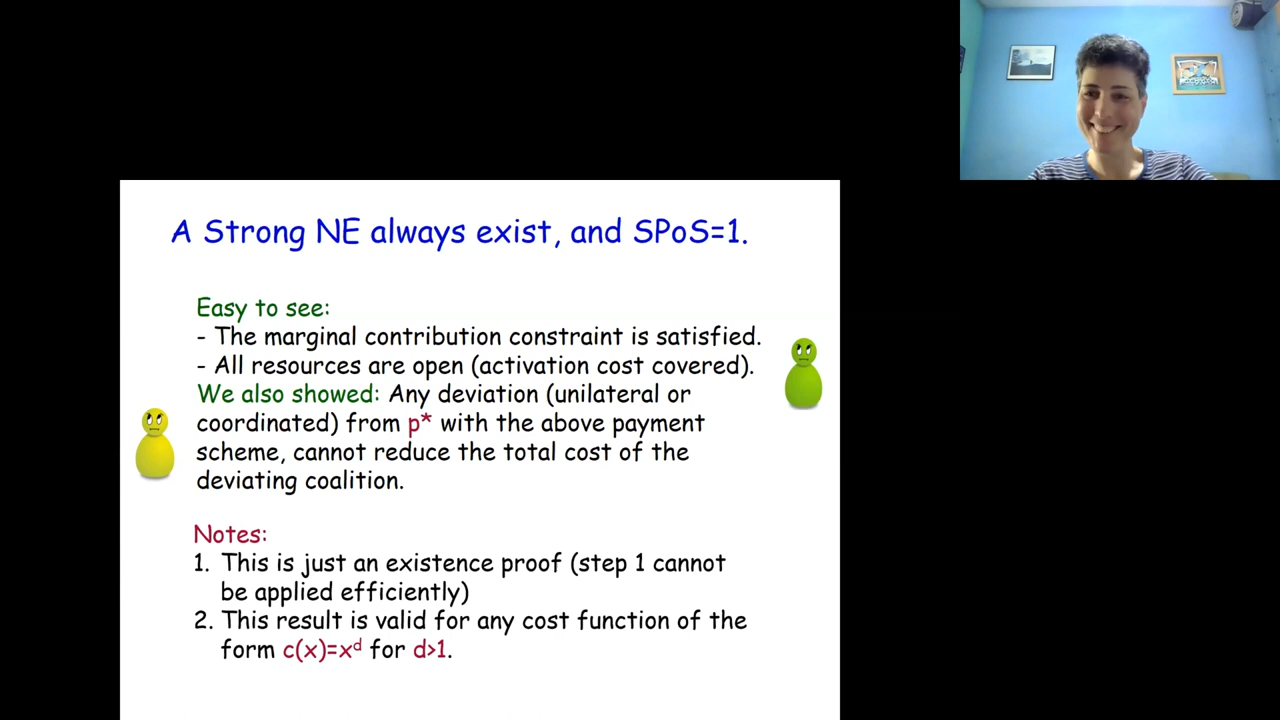 A Strong NE always exist, and SPoS=1.
Easy to see:
- The marginal contribution constraint is satisfied.
- All resources are open (activation cost covered).
We also showed: Any deviation (unilateral or
coordinated) from p* with the above payment
scheme, cannot reduce the total cost of the
deviating coalition.
Notes:
1. This is just an existence proof (step 1 cannot
be applied efficiently)
2. This result is valid for any cost function of the
form c(x)=xᵈ for d>1.